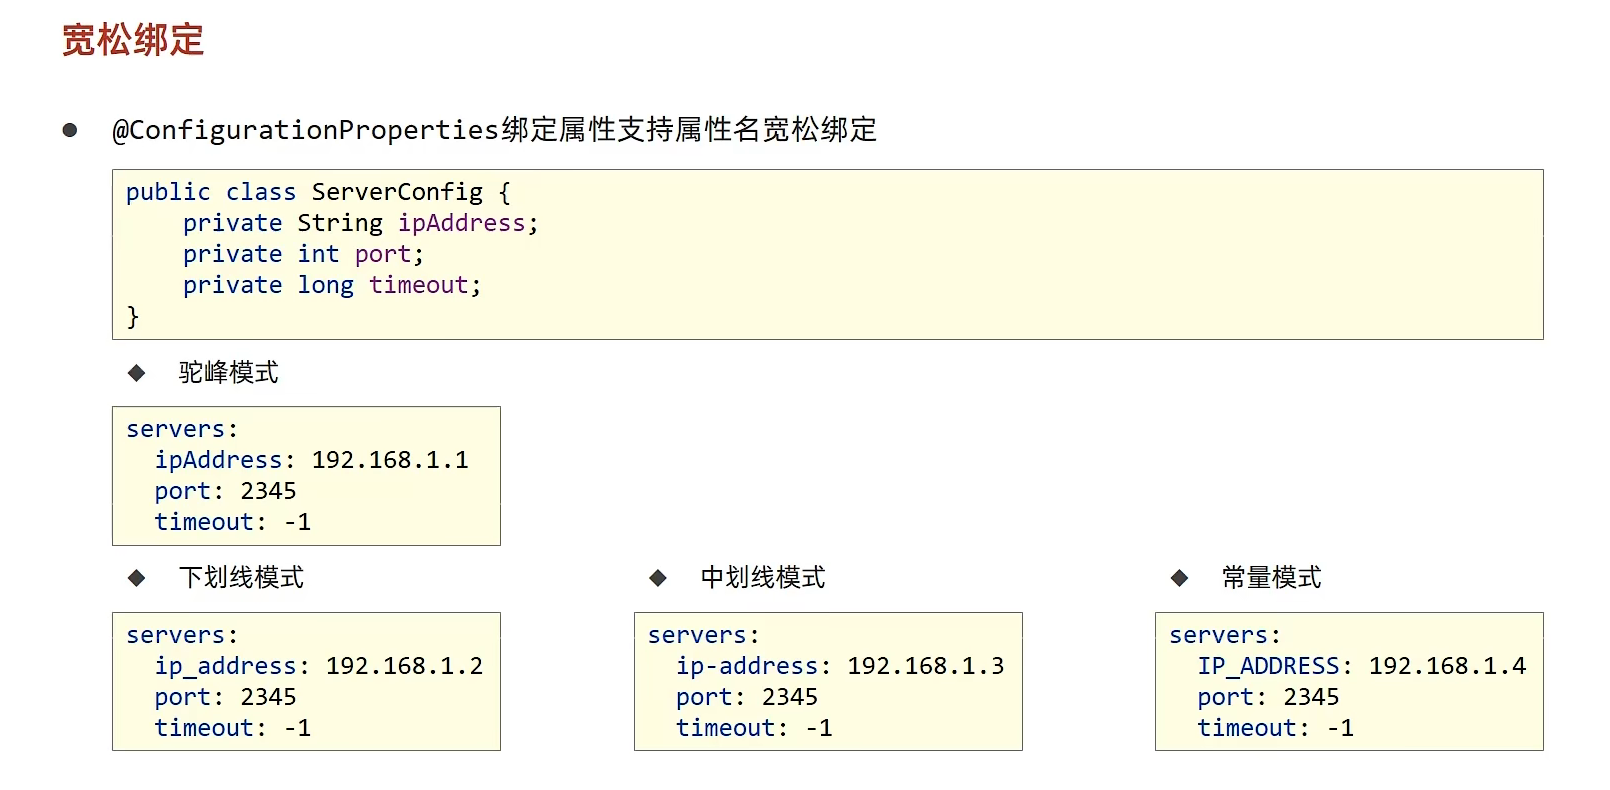 宽松绑定
● @ConfigurationProperties绑定属性支持属性名宽松绑定
public class ServerConfig {
    private String ipAddress;
    private int port;
    private long timeout;
}
◆ 驼峰模式
servers:
  ipAddress: 192.168.1.1
  port: 2345
  timeout: -1
◆ 下划线模式
servers:
  ip_address: 192.168.1.2
  port: 2345
  timeout: -1
◆ 中划线模式
servers:
  ip-address: 192.168.1.3
  port: 2345
  timeout: -1
◆ 常量模式
servers:
  IP_ADDRESS: 192.168.1.4
  port: 2345
  timeout: -1